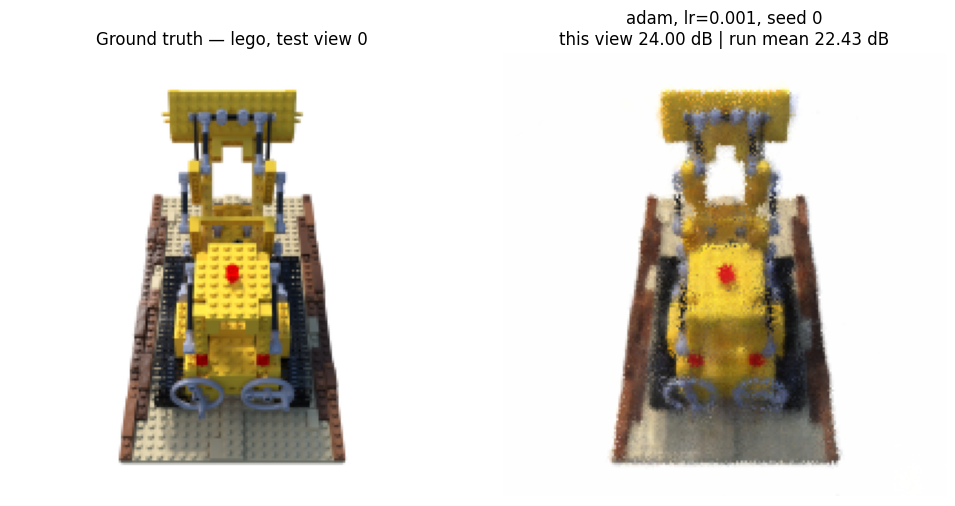 Ground truth — lego, test view 0
adam, lr=0.001, seed 0
this view 24.00 dB | run mean 22.43 dB